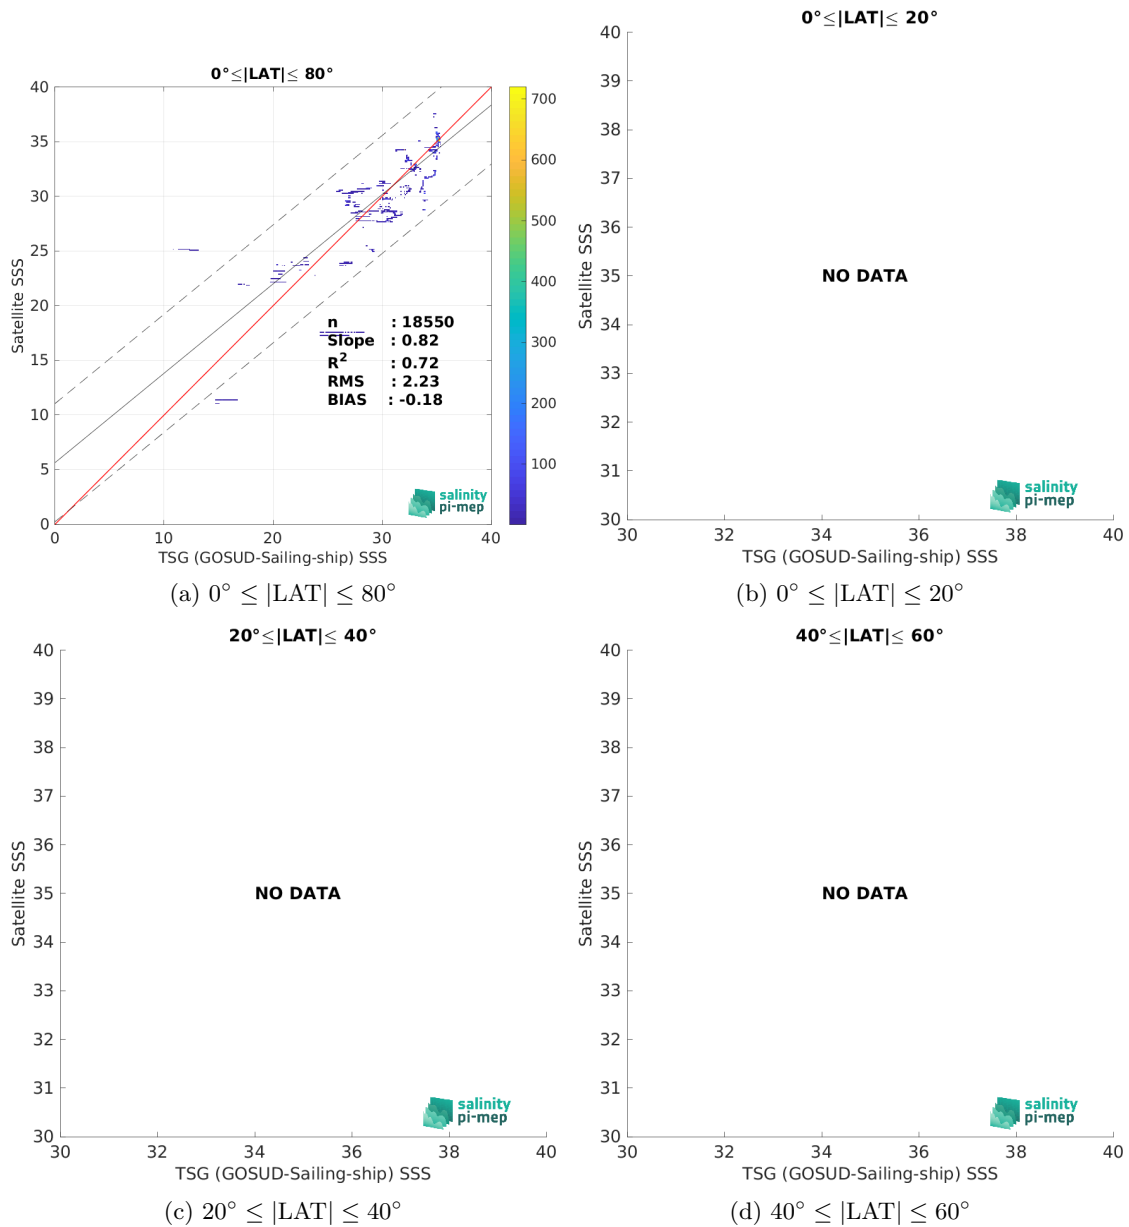 0°≤|LAT|≤ 80°
40
35
30
25
20
15
10
5
0
0 10 20 30 40
Satellite SSS
TSG (GOSUD-Sailing-ship) SSS
n : 18550
Slope : 0.82
R² : 0.72
RMS : 2.23
BIAS : -0.18
salinity
pi-mep
700
600
500
400
300
200
100
(a) 0° ≤ |LAT| ≤ 80°
0°≤|LAT|≤ 20°
40
39
38
37
36
35
34
33
32
31
30
30 32 34 36 38 40
Satellite SSS
NO DATA
salinity
pi-mep
TSG (GOSUD-Sailing-ship) SSS
(b) 0° ≤ |LAT| ≤ 20°
20°≤|LAT|≤ 40°
40
39
38
37
36
35
34
33
32
31
30
30 32 34 36 38 40
Satellite SSS
NO DATA
salinity
pi-mep
TSG (GOSUD-Sailing-ship) SSS
(c) 20° ≤ |LAT| ≤ 40°
40°≤|LAT|≤ 60°
40
39
38
37
36
35
34
33
32
31
30
30 32 34 36 38 40
Satellite SSS
NO DATA
salinity
pi-mep
TSG (GOSUD-Sailing-ship) SSS
(d) 40° ≤ |LAT| ≤ 60°